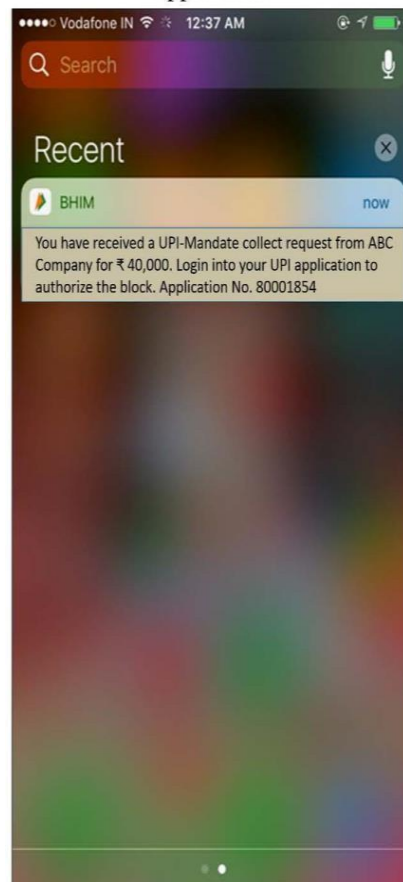 Vodafone IN 12:37 AM
Search
Recent
BHIM now
You have received a UPI-Mandate collect request from ABC
Company for ₹ 40,000. Login into your UPI application to
authorize the block. Application No. 80001854